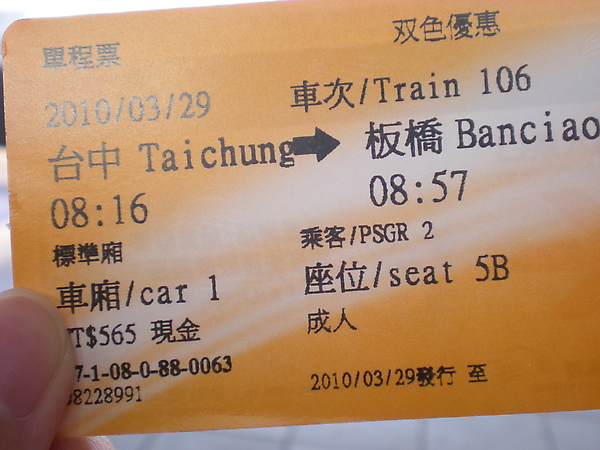 單程票 双色優惠
2010/03/29 車次/Train 106
台中 Taichung 板橋 Banciao
08:16 08:57
標準廂 乘客/PSGR 2
車廂/car 1 座位/seat 5B
T$565 現金 成人
7-1-08-0-88-0063
08228991 2010/03/29發行 至